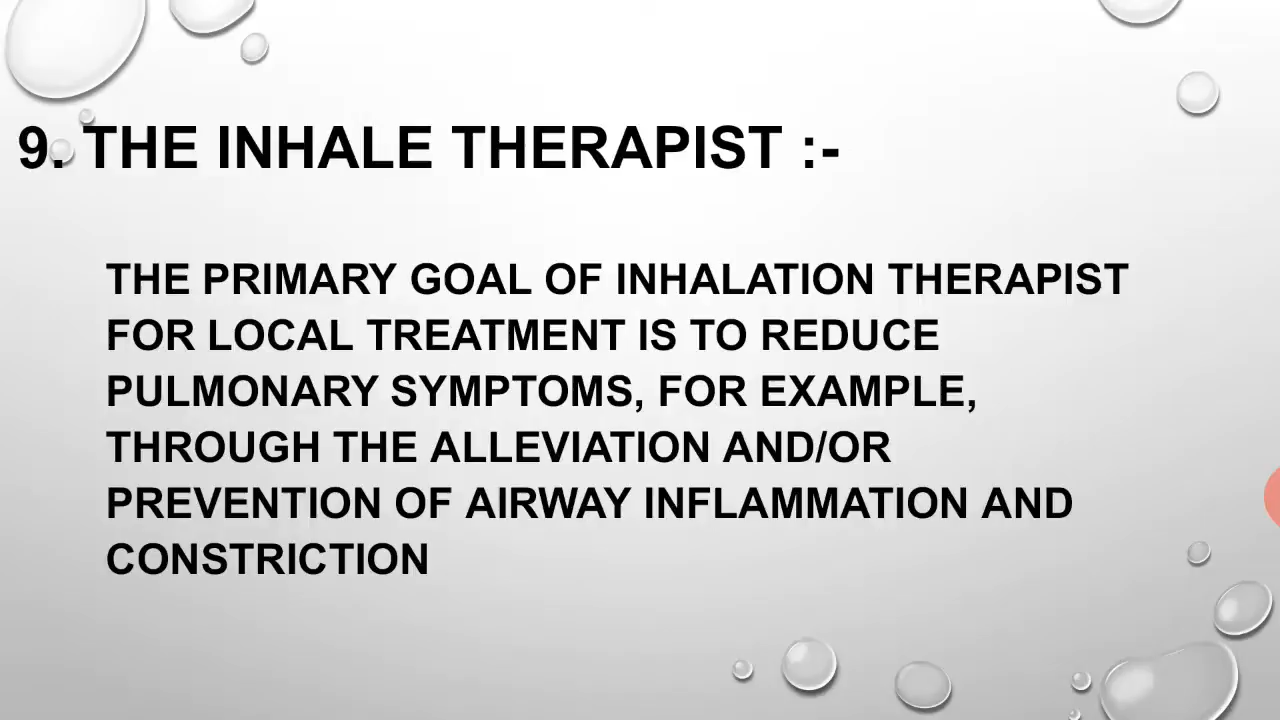 9. THE INHALE THERAPIST :-
THE PRIMARY GOAL OF INHALATION THERAPIST
FOR LOCAL TREATMENT IS TO REDUCE
PULMONARY SYMPTOMS, FOR EXAMPLE,
THROUGH THE ALLEVIATION AND/OR
PREVENTION OF AIRWAY INFLAMMATION AND
CONSTRICTION